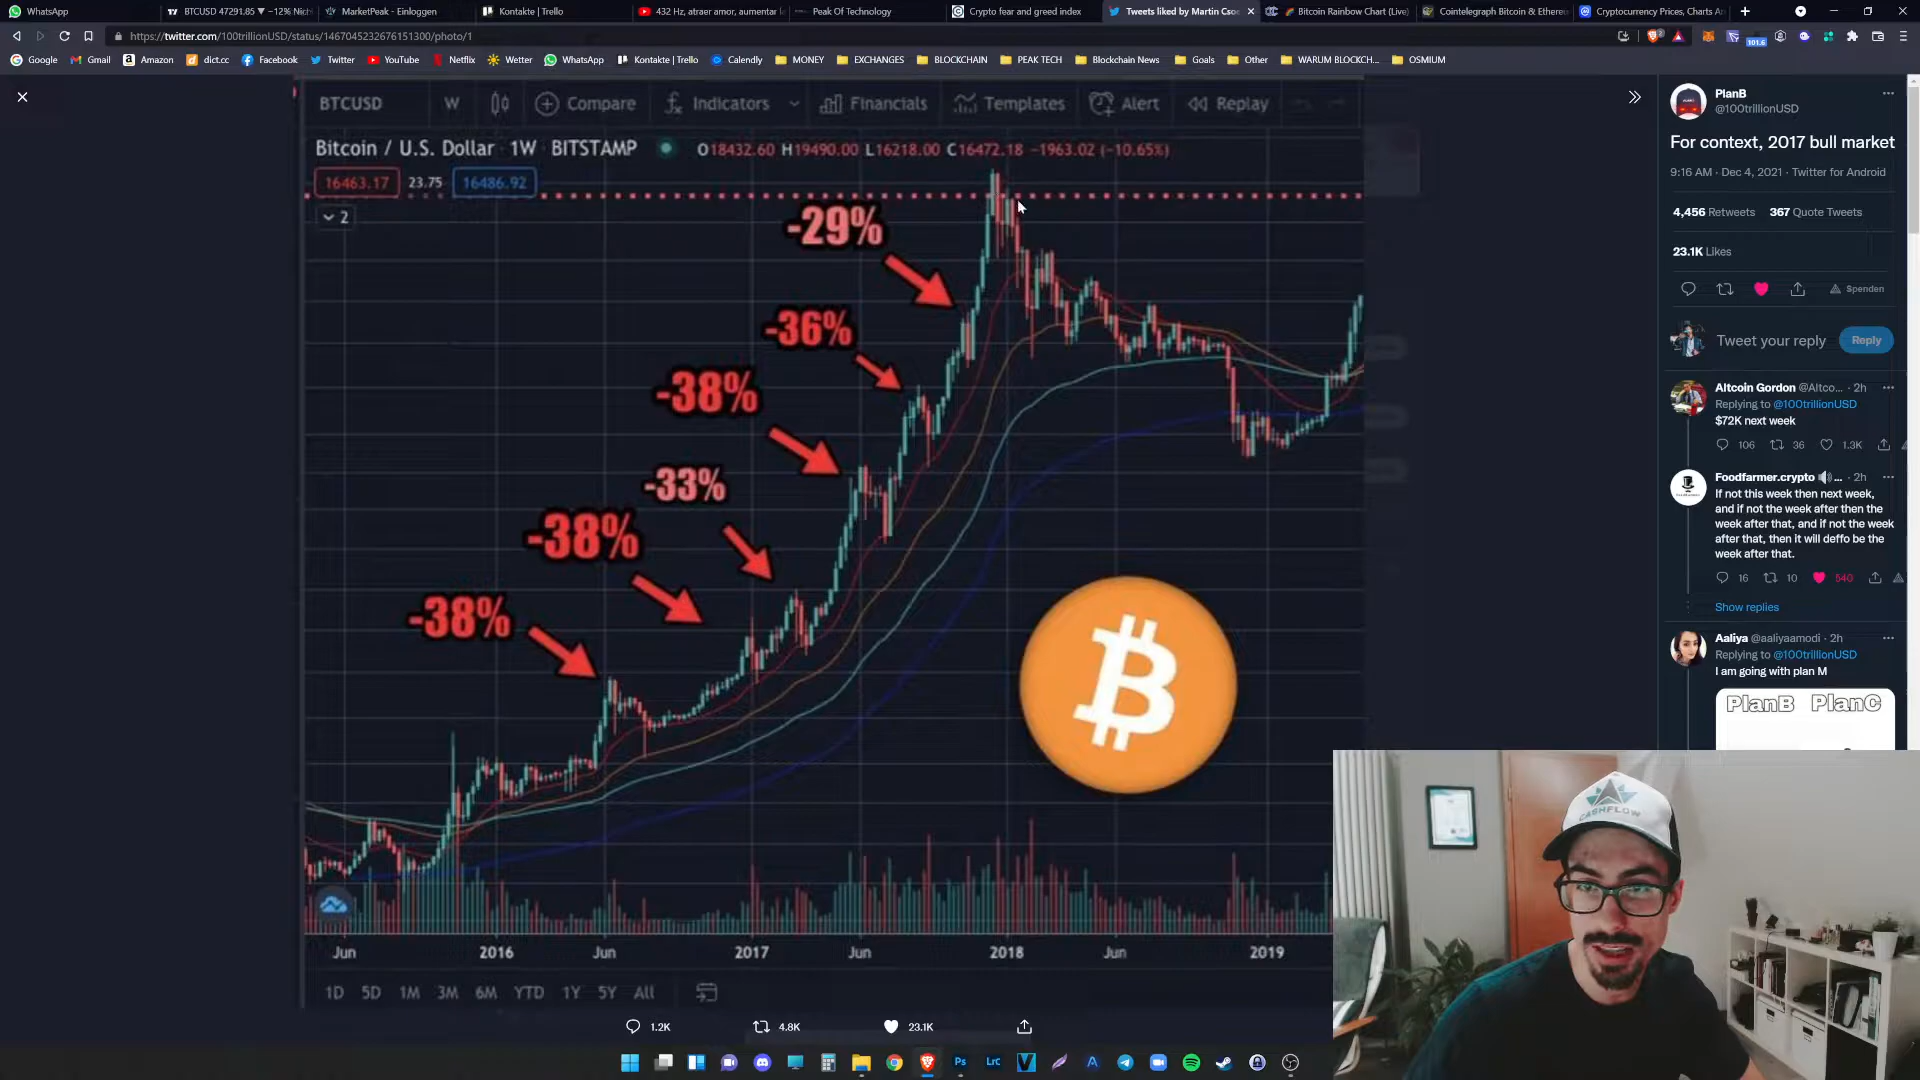 WhatsApp
BTCUSD 47291.85 ▼ −12% Nich
MarketPeak - Einloggen
Kontakte | Trello
432 Hz, atraer amor, aumentar l
Peak Of Technology
Crypto fear and greed index
Tweets liked by Martin Cso
Bitcoin Rainbow Chart (Live)
Cointelegraph Bitcoin & Ethereu
Cryptocurrency Prices, Charts A
https://twitter.com/100trillionUSD/status/1467045232676151300/photo/1
2
101.6
Google Gmail Amazon dict.cc Facebook Twitter YouTube Netflix Wetter WhatsApp Kontakte | Trello Calendly MONEY EXCHANGES BLOCKCHAIN PEAK TECH Blockchain News Goals Other WARUM BLOCKCH... OSMIUM
BTCUSD W Compare Indicators Financials Templates Alert Replay
Bitcoin / U.S. Dollar 1W BITSTAMP O18432.60 H19490.00 L16218.00 C16472.18 −1963.02 (−10.65%)
16463.17 23.75 16486.92
2
-29%
-36%
-38%
-33%
-38%
-38%
Jun 2016 Jun 2017 Jun 2018 Jun 2019
1D 5D 1M 3M 6M YTD 1Y 5Y All
1.2K 4.8K 23.1K
PlanB
@100trillionUSD
For context, 2017 bull market
9:16 AM · Dec 4, 2021 · Twitter for Android
4,456 Retweets 367 Quote Tweets
23.1K Likes
Spenden
Tweet your reply Reply
Altcoin Gordon @Altco... · 2h
Replying to @100trillionUSD
$72K next week
106 36 1.3K
Foodfarmer.crypto ... · 2h
If not this week then next week,
and if not the week after then the
week after that, and if not the week
after that, then it will deffo be the
week after that.
16 10 540
Show replies
Aaliya @aaliyaamodi · 2h
Replying to @100trillionUSD
I am going with plan M
PlanB PlanC
CASHFLOW
Ps LrC